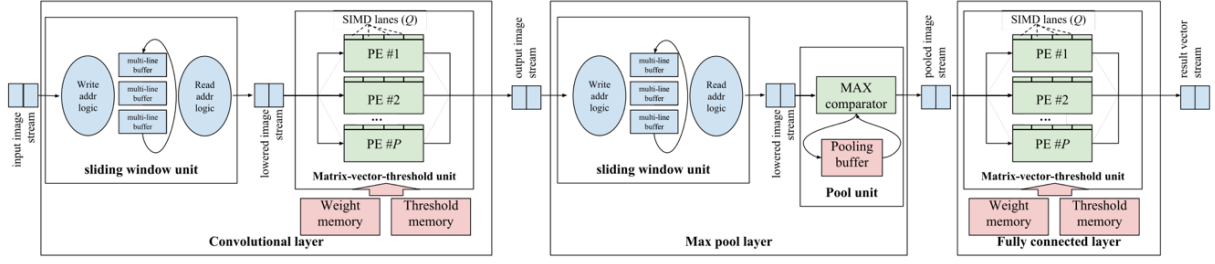 input image
stream
Write
addr
logic
multi-line
buffer
multi-line
buffer
multi-line
buffer
Read
addr
logic
sliding window unit
lowered image
stream
SIMD lanes (Q)
PE #1
PE #2
...
PE #P
Matrix-vector-threshold unit
Weight
memory
Threshold
memory
Convolutional layer
output image
stream
Write
addr
logic
multi-line
buffer
multi-line
buffer
multi-line
buffer
Read
addr
logic
sliding window unit
lowered image
stream
MAX
comparator
Pooling
buffer
Pool unit
Max pool layer
pooled image
stream
SIMD lanes (Q)
PE #1
PE #2
...
PE #P
Matrix-vector-threshold unit
Weight
memory
Threshold
memory
Fully connected layer
result vector
stream